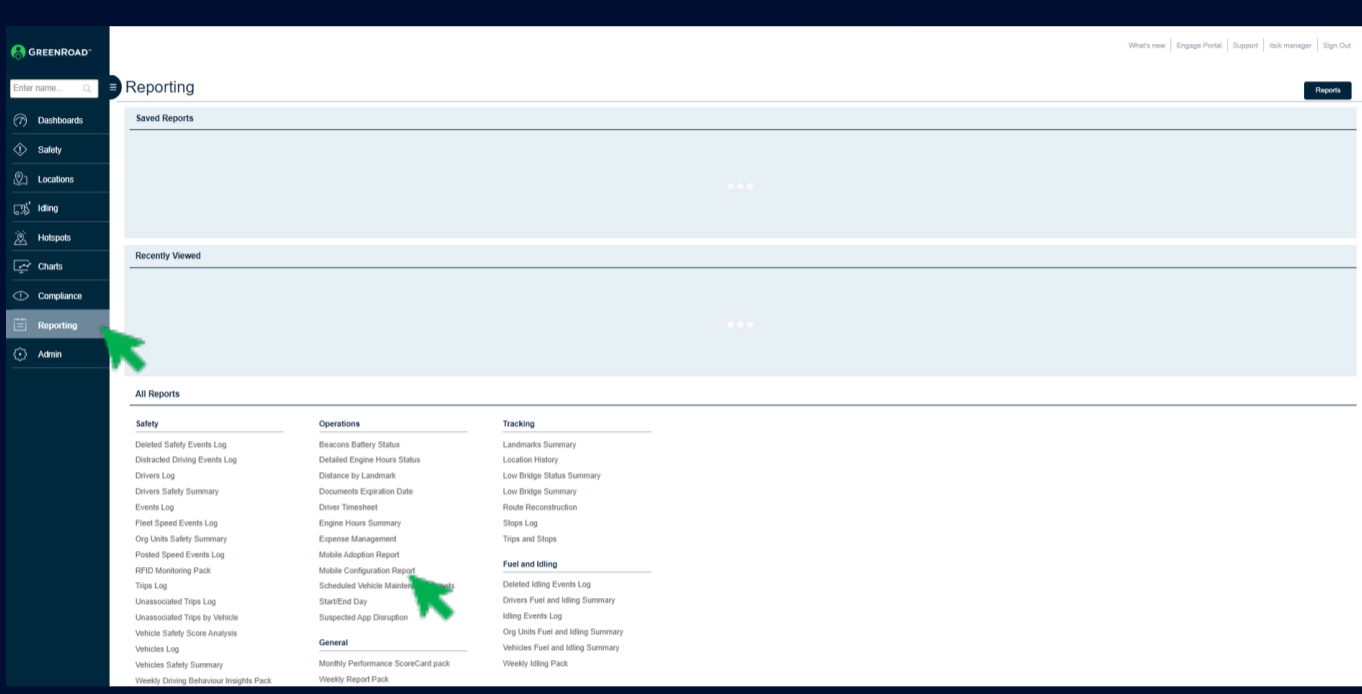 GREENROAD
What's new
Engage Portal
Support
itsik manager
Sign Out
Enter name...
Dashboards
Safety
Locations
Idling
Hotspots
Charts
Compliance
Reporting
Admin
Reporting
Reports
Saved Reports
Recently Viewed
All Reports
Safety
Deleted Safety Events Log
Distracted Driving Events Log
Drivers Log
Drivers Safety Summary
Events Log
Fleet Speed Events Log
Org Units Safety Summary
Posted Speed Events Log
RFID Monitoring Pack
Trips Log
Unassociated Trips Log
Unassociated Trips by Vehicle
Vehicle Safety Score Analysis
Vehicles Log
Vehicles Safety Summary
Weekly Driving Behaviour Insights Pack
Operations
Beacons Battery Status
Detailed Engine Hours Status
Distance by Landmark
Documents Expiration Date
Driver Timesheet
Engine Hours Summary
Expense Management
Mobile Adoption Report
Mobile Configuration Report
Scheduled Vehicle
Start/End Day
Suspected App Disruption
General
Monthly Performance ScoreCard pack
Weekly Report Pack
Tracking
Landmarks Summary
Location History
Low Bridge Status Summary
Low Bridge Summary
Route Reconstruction
Stops Log
Trips and Stops
Fuel and Idling
Deleted Idling Events Log
Drivers Fuel and Idling Summary
Idling Events Log
Org Units Fuel and Idling Summary
Vehicles Fuel and Idling Summary
Weekly Idling Pack